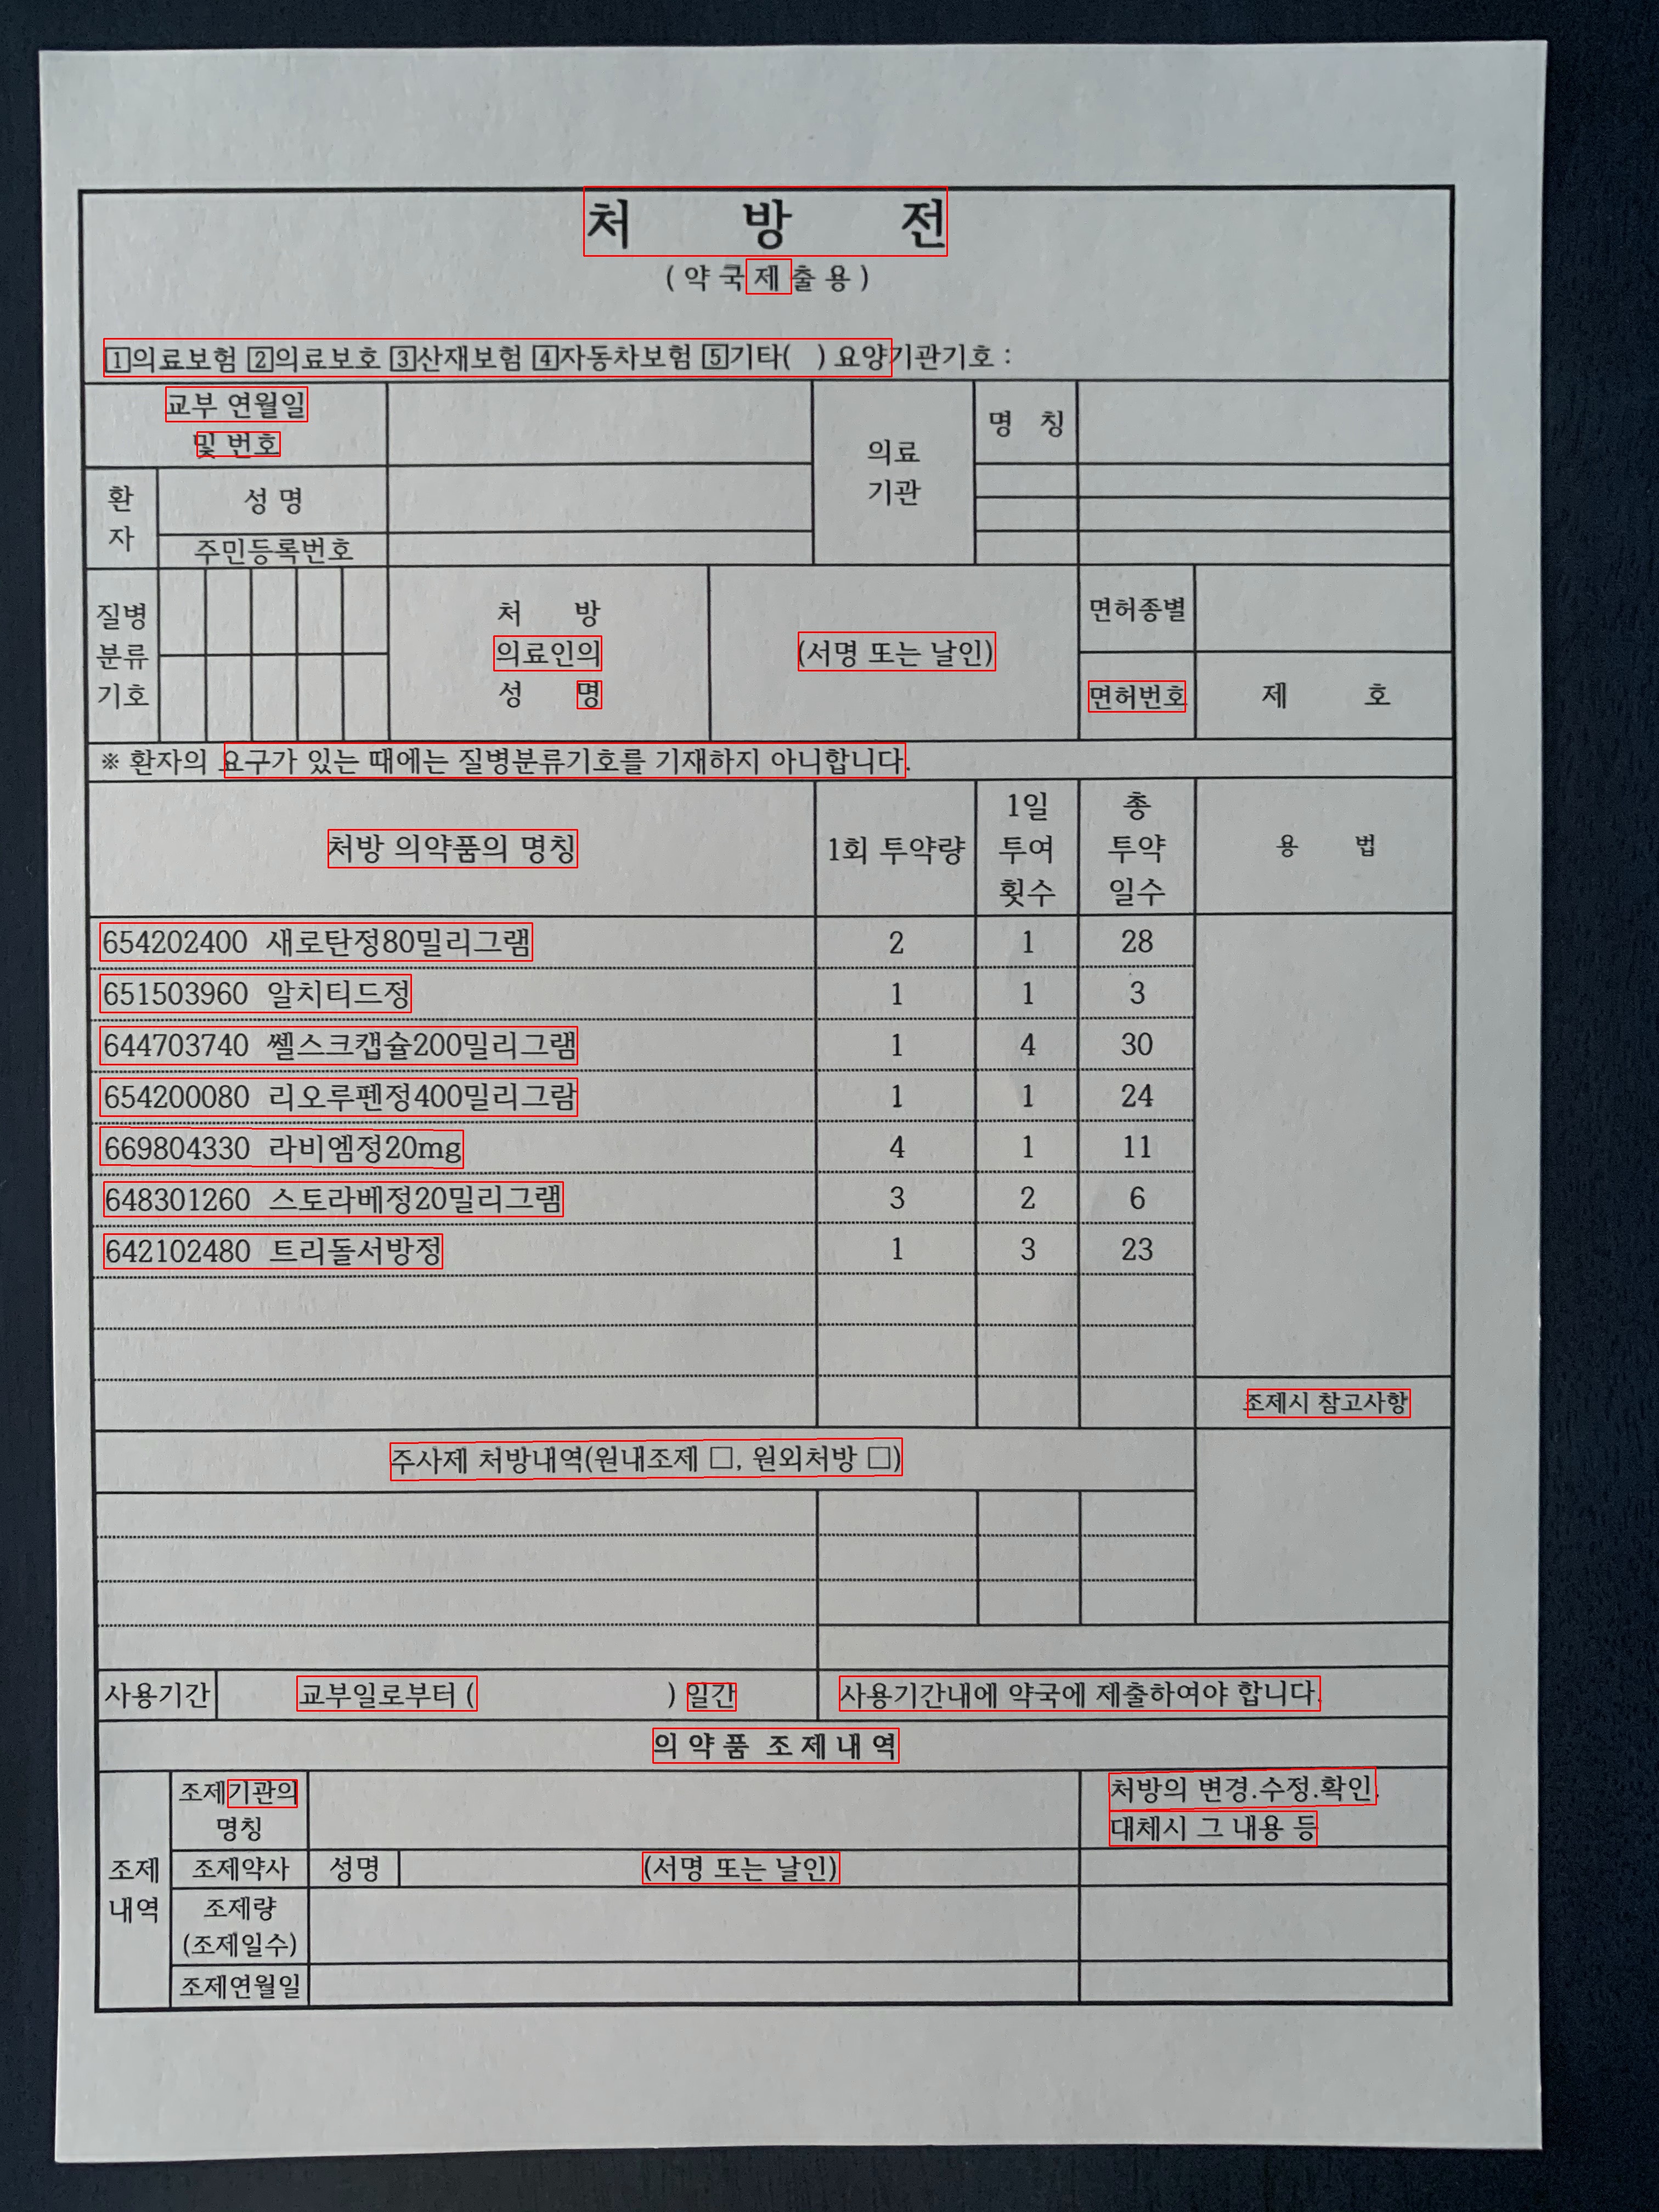 처 방 전
(약국제출용)
1의료보험 2의료보호 3산재보험 4자동차보험 5기타( ) 요양기관기호 :
교부 연월일
및 번호
의료
기관
명 칭
환
자
성 명
주민등록번호
질병
분류
기호
처 방
의료인의
성 명
(서명 또는 날인)
면허종별
면허번호
제 호
※ 환자의 요구가 있는 때에는 질병분류기호를 기재하지 아니합니다.
처방 의약품의 명칭
1회 투약량
1일
투여
횟수
총
투약
일수
용 법
654202400 새로탄정80밀리그램 2 1 28
651503960 알치티드정 1 1 3
644703740 쎌스크캡슐200밀리그램 1 4 30
654200080 리오루펜정400밀리그람 1 1 24
669804330 라비엠정20mg 4 1 11
648301260 스토라베정20밀리그램 3 2 6
642102480 트리돌서방정 1 3 23
조제시 참고사항
주사제 처방내역(원내조제 □, 원외처방 □)
사용기간 교부일로부터 ( ) 일간 사용기간내에 약국에 제출하여야 합니다.
의 약 품 조 제 내 역
조제
내역
조제기관의
명칭
처방의 변경.수정.확인.
대체시 그 내용 등
조제약사 성명 (서명 또는 날인)
조제량
(조제일수)
조제연월일